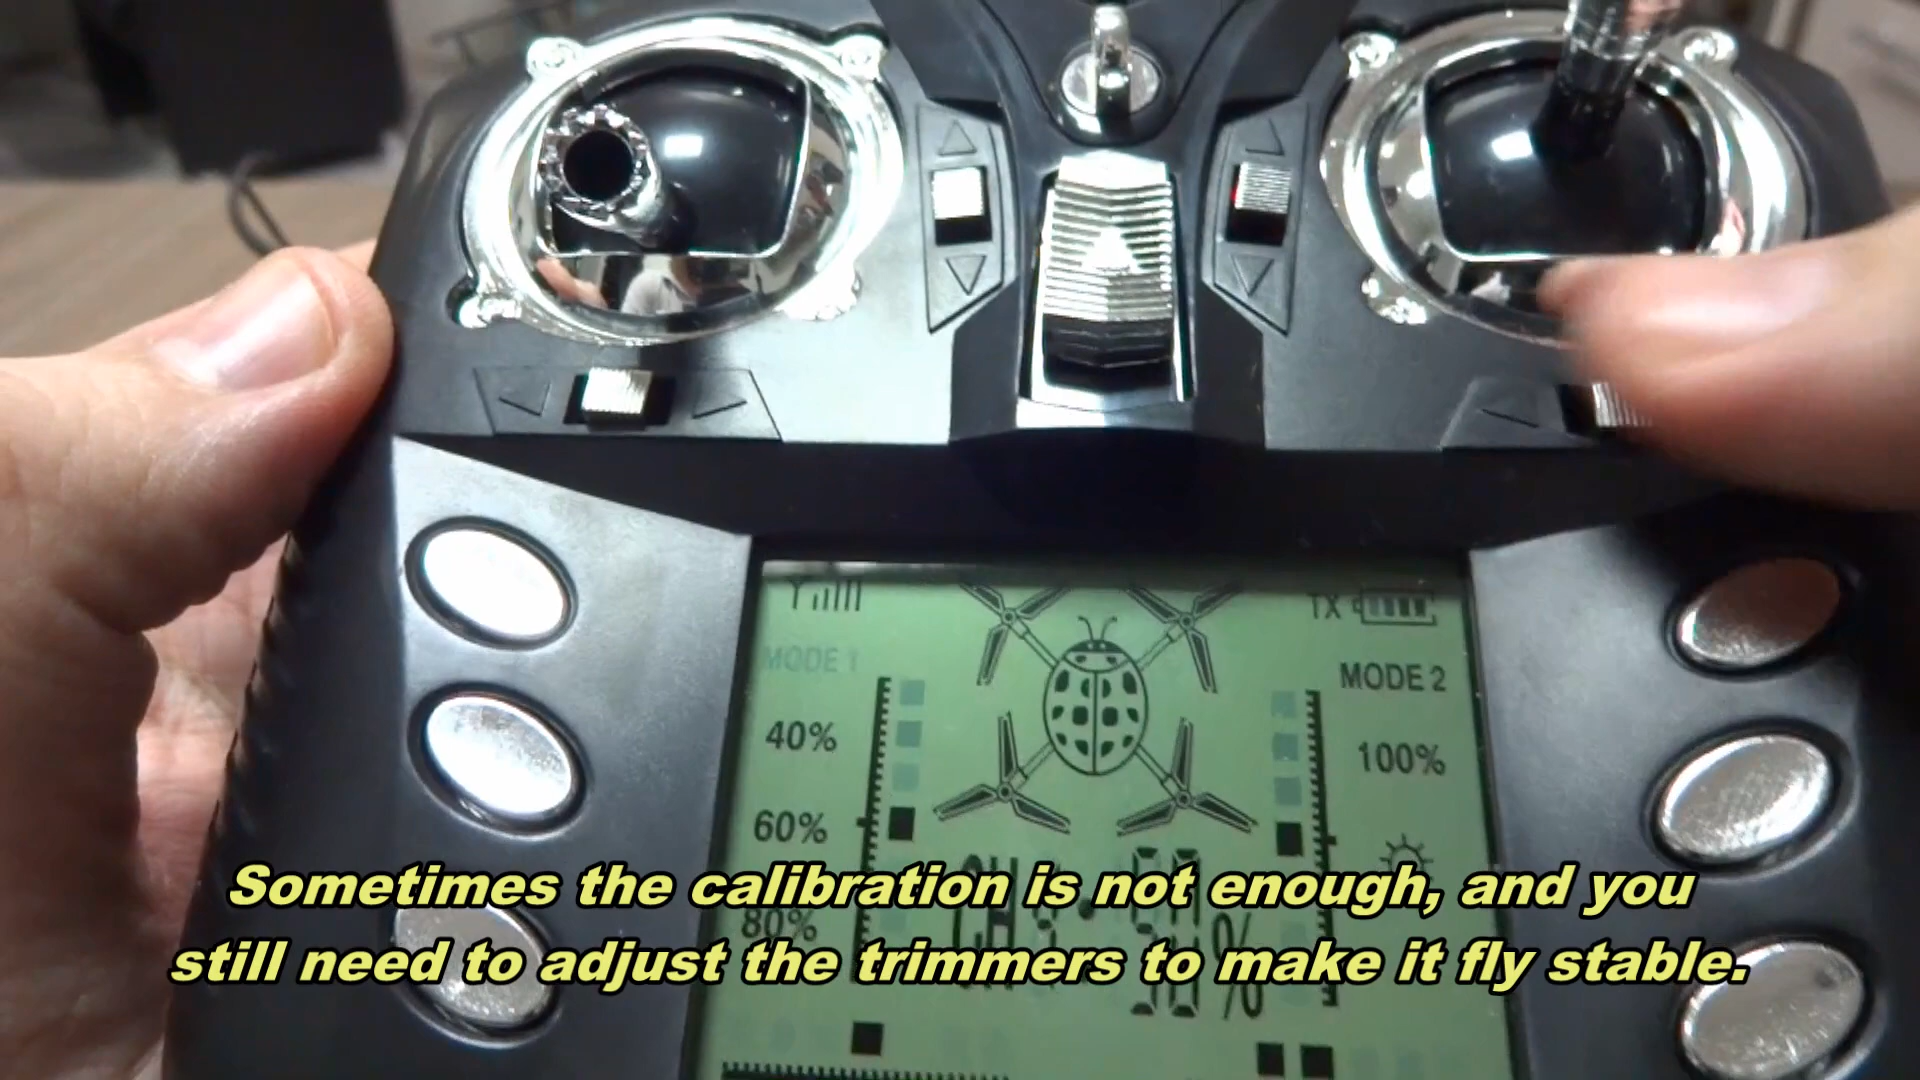 TX
MODE 1
MODE 2
40%
100%
60%
80%
Sometimes the calibration is not enough, and you
still need to adjust the trimmers to make it fly stable.